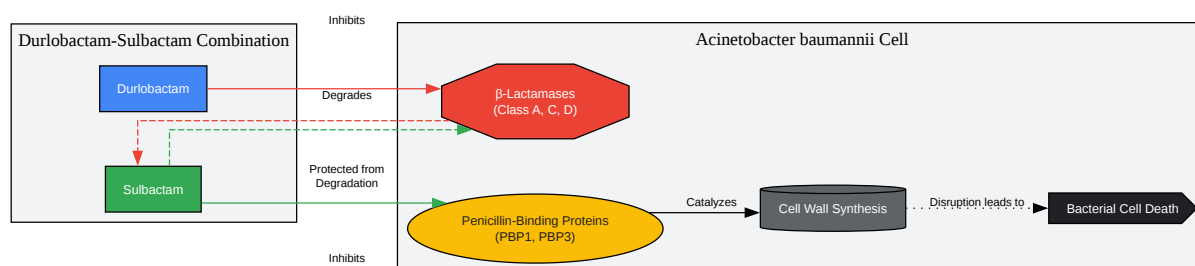 Inhibits
Durlobactam-Sulbactam Combination
Acinetobacter baumannii Cell
Durlobactam
Degrades
β-Lactamases
(Class A, C, D)
Protected from
Degradation
Sulbactam
Penicillin-Binding Proteins
(PBP1, PBP3)
Catalyzes
Cell Wall Synthesis
Disruption leads to
Bacterial Cell Death
Inhibits